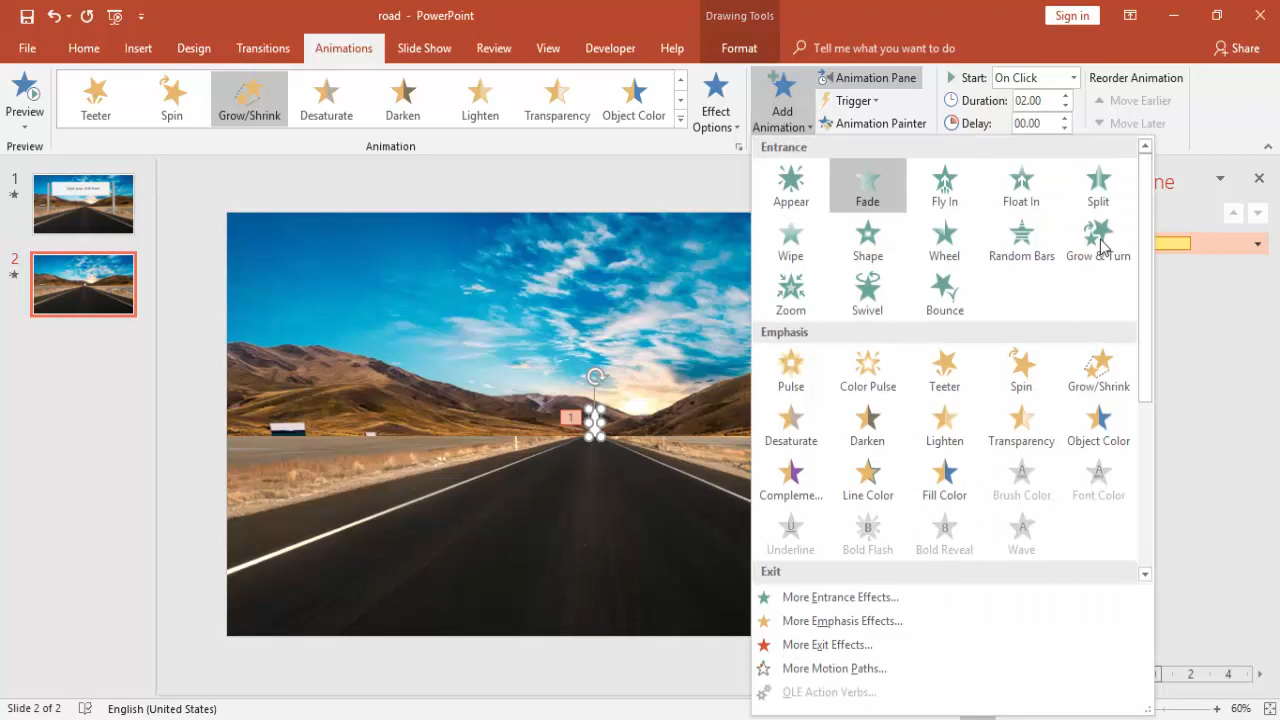 road - PowerPoint
Drawing Tools
Sign in
File Home Insert Design Transitions Animations Slide Show Review View Developer Help Format Tell me what you want to do Share
Preview
Teeter Spin Grow/Shrink Desaturate Darken Lighten Transparency Object Color
Effect Options
Add Animation
Animation Pane
Trigger
Animation Painter
Start: On Click
Duration: 02.00
Delay: 00.00
Reorder Animation
Move Earlier
Move Later
Preview
Animation
Entrance
Appear Fade Fly In Float In Split
Wipe Shape Wheel Random Bars Grow & Turn
Zoom Swivel Bounce
Emphasis
Pulse Color Pulse Teeter Spin Grow/Shrink
Desaturate Darken Lighten Transparency Object Color
Compleme... Line Color Fill Color Brush Color Font Color
Underline Bold Flash Bold Reveal Wave
Exit
More Entrance Effects...
More Emphasis Effects...
More Exit Effects...
More Motion Paths...
OLE Action Verbs...
ne
1
2
1
2 4
Slide 2 of 2 English (United States) 60%